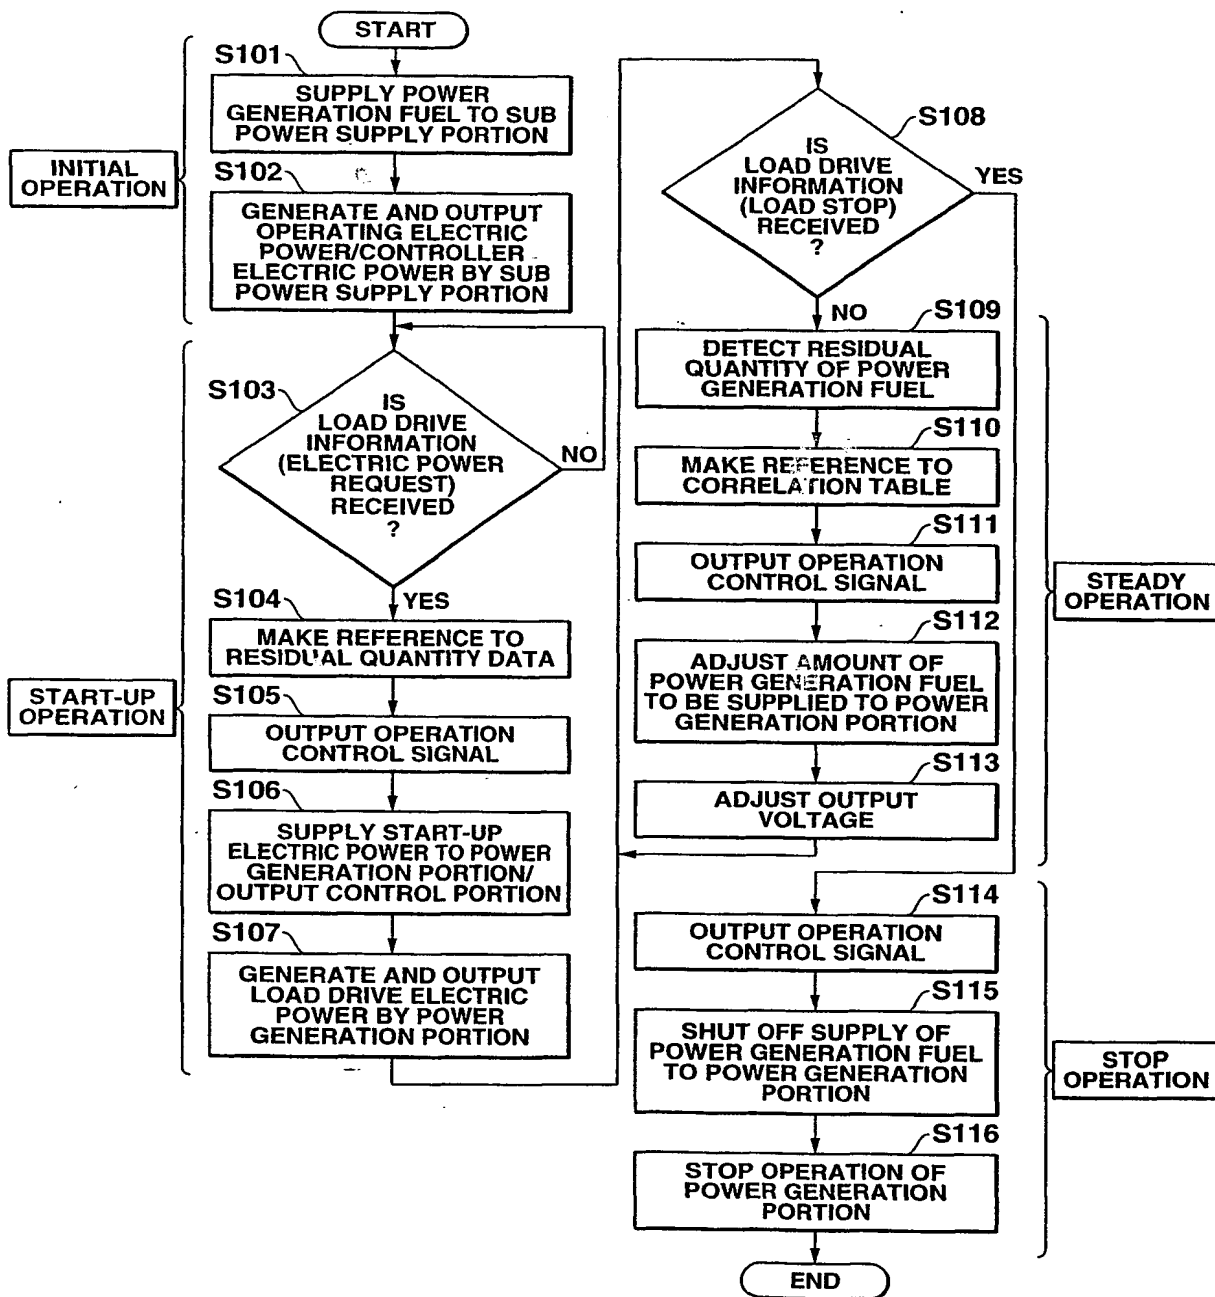 START
S101
SUPPLY POWER
GENERATION FUEL TO SUB
POWER SUPPLY PORTION
INITIAL
OPERATION
S102
GENERATE AND OUTPUT
OPERATING ELECTRIC
POWER/CONTROLLER
ELECTRIC POWER BY SUB
POWER SUPPLY PORTION
S103
IS
LOAD DRIVE
INFORMATION
(ELECTRIC POWER
REQUEST)
RECEIVED
?
NO
YES
S104
MAKE REFERENCE TO
RESIDUAL QUANTITY DATA
START-UP
OPERATION
S105
OUTPUT OPERATION
CONTROL SIGNAL
S106
SUPPLY START-UP
ELECTRIC POWER TO POWER
GENERATION PORTION/
OUTPUT CONTROL PORTION
S107
GENERATE AND OUTPUT
LOAD DRIVE ELECTRIC
POWER BY POWER
GENERATION PORTION
S108
IS
LOAD DRIVE
INFORMATION
(LOAD STOP)
RECEIVED
?
YES
NO
S109
DETECT RESIDUAL
QUANTITY OF POWER
GENERATION FUEL
S110
MAKE REFERENCE TO
CORRELATION TABLE
S111
OUTPUT OPERATION
CONTROL SIGNAL
STEADY
OPERATION
S112
ADJUST AMOUNT OF
POWER GENERATION FUEL
TO BE SUPPLIED TO POWER
GENERATION PORTION
S113
ADJUST OUTPUT
VOLTAGE
S114
OUTPUT OPERATION
CONTROL SIGNAL
S115
SHUT OFF SUPPLY OF
POWER GENERATION FUEL
TO POWER GENERATION
PORTION
STOP
OPERATION
S116
STOP OPERATION OF
POWER GENERATION
PORTION
END